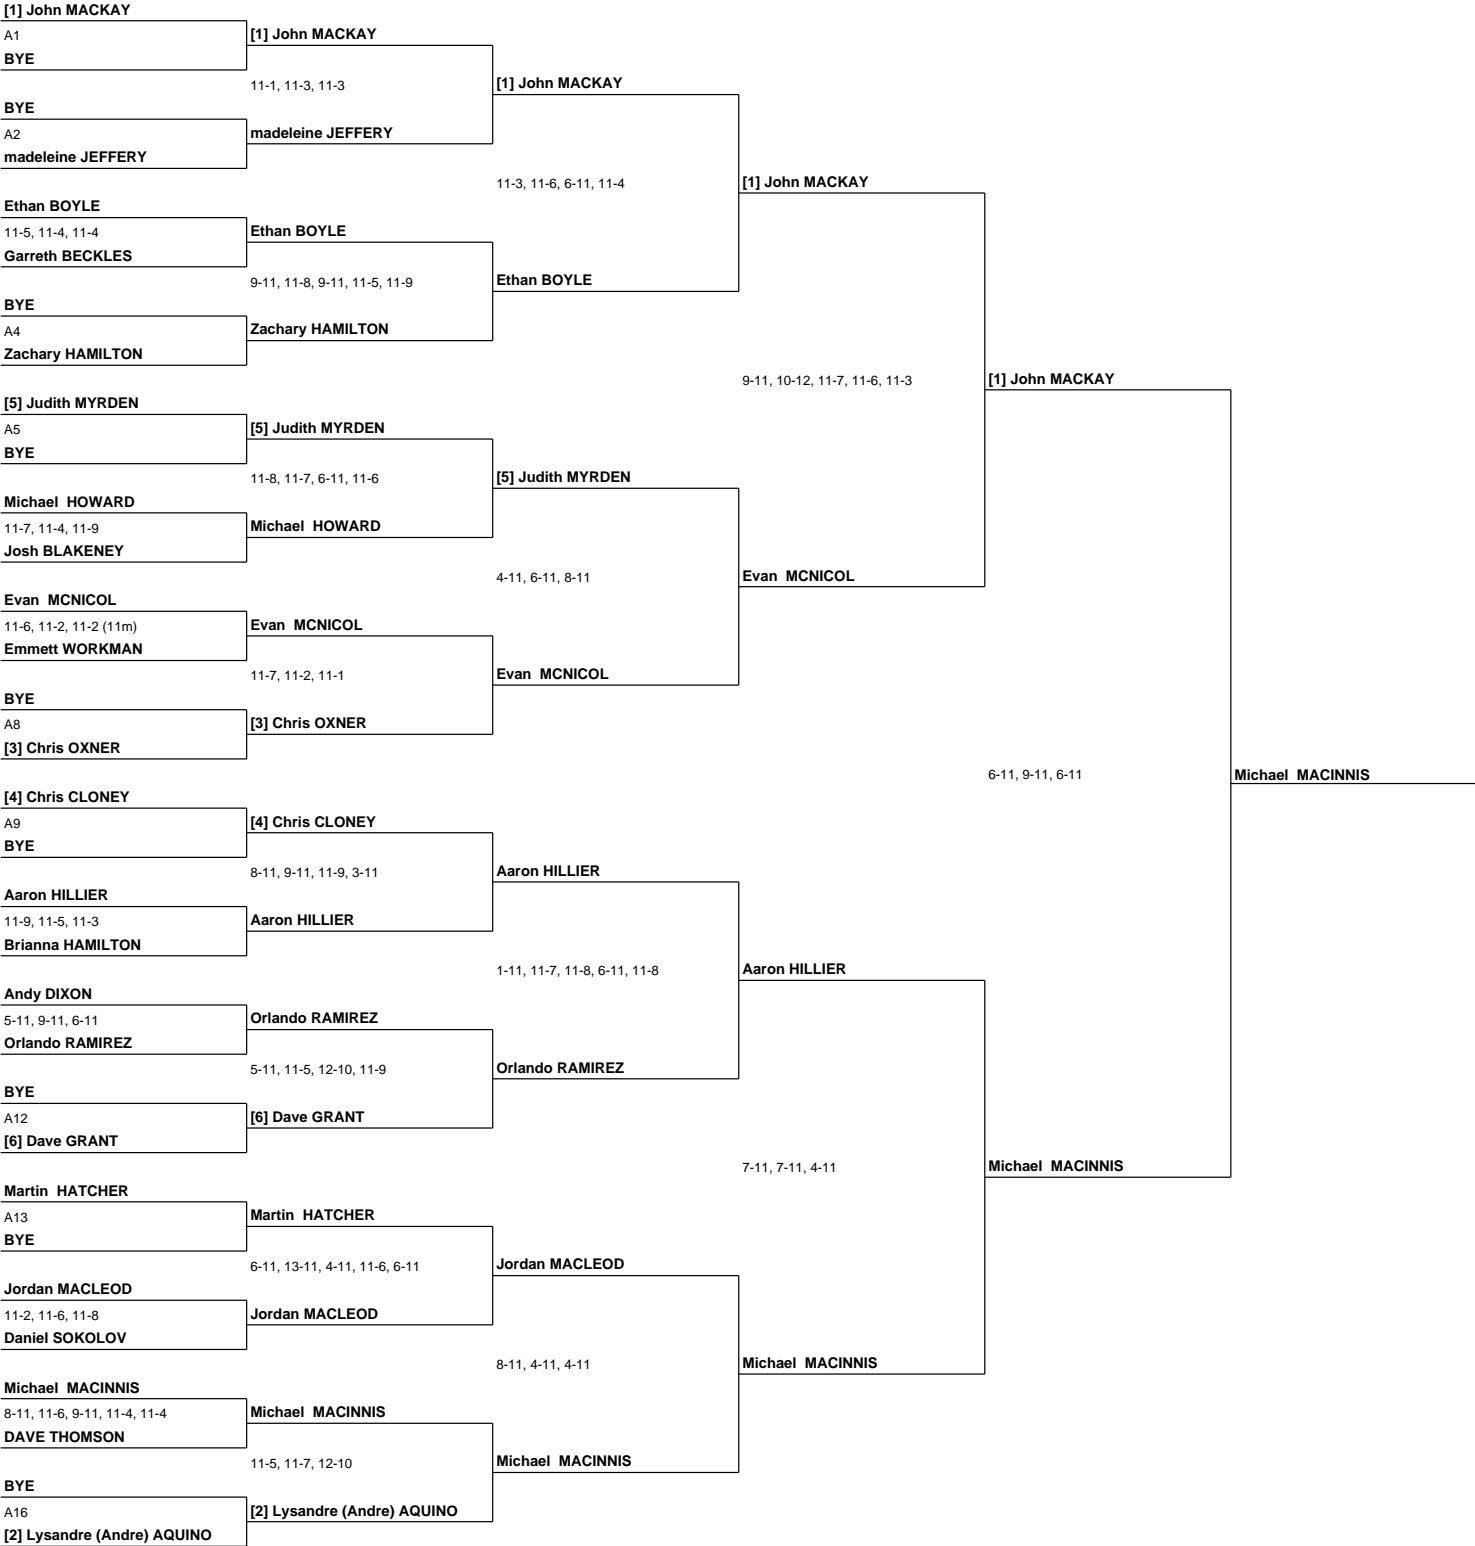 [1] John MACKAY
A1
BYE
BYE
A2
madeleine JEFFERY
Ethan BOYLE
11-5, 11-4, 11-4
Garreth BECKLES
BYE
A4
Zachary HAMILTON
[5] Judith MYRDEN
A5
BYE
Michael HOWARD
11-7, 11-4, 11-9
Josh BLAKENEY
Evan MCNICOL
11-6, 11-2, 11-2 (11m)
Emmett WORKMAN
BYE
A8
[3] Chris OXNER
[4] Chris CLONEY
A9
BYE
Aaron HILLIER
11-9, 11-5, 11-3
Brianna HAMILTON
Andy DIXON
5-11, 9-11, 6-11
Orlando RAMIREZ
BYE
A12
[6] Dave GRANT
Martin HATCHER
A13
BYE
Jordan MACLEOD
11-2, 11-6, 11-8
Daniel SOKOLOV
Michael MACINNIS
8-11, 11-6, 9-11, 11-4, 11-4
DAVE THOMSON
BYE
A16
[2] Lysandre (Andre) AQUINO
[1] John MACKAY
11-1, 11-3, 11-3
madeleine JEFFERY
Ethan BOYLE
9-11, 11-8, 9-11, 11-5, 11-9
Zachary HAMILTON
[5] Judith MYRDEN
11-8, 11-7, 6-11, 11-6
Michael HOWARD
Evan MCNICOL
11-7, 11-2, 11-1
[3] Chris OXNER
[4] Chris CLONEY
8-11, 9-11, 11-9, 3-11
Aaron HILLIER
Orlando RAMIREZ
5-11, 11-5, 12-10, 11-9
[6] Dave GRANT
Martin HATCHER
6-11, 13-11, 4-11, 11-6, 6-11
Jordan MACLEOD
Michael MACINNIS
11-5, 11-7, 12-10
[2] Lysandre (Andre) AQUINO
[1] John MACKAY
11-3, 11-6, 6-11, 11-4
Ethan BOYLE
[5] Judith MYRDEN
4-11, 6-11, 8-11
Evan MCNICOL
Aaron HILLIER
1-11, 11-7, 11-8, 6-11, 11-8
Orlando RAMIREZ
Jordan MACLEOD
8-11, 4-11, 4-11
Michael MACINNIS
[1] John MACKAY
9-11, 10-12, 11-7, 11-6, 11-3
Evan MCNICOL
Aaron HILLIER
7-11, 7-11, 4-11
Michael MACINNIS
[1] John MACKAY
6-11, 9-11, 6-11
Michael MACINNIS
Michael MACINNIS